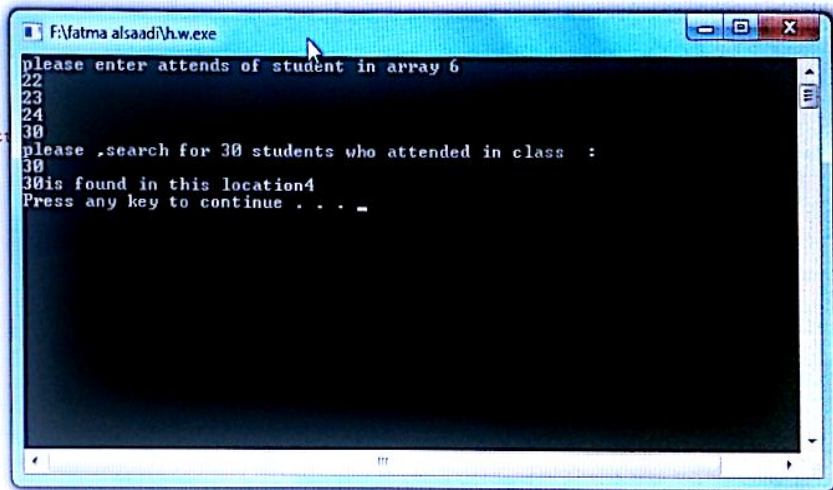 F:\fatma alsaadi\h.w.exe
please enter attends of student in array 6
22
23
24
30
please ,search for 30 students who attended in class  :
30
30is found in this location4
Press any key to continue . . . _